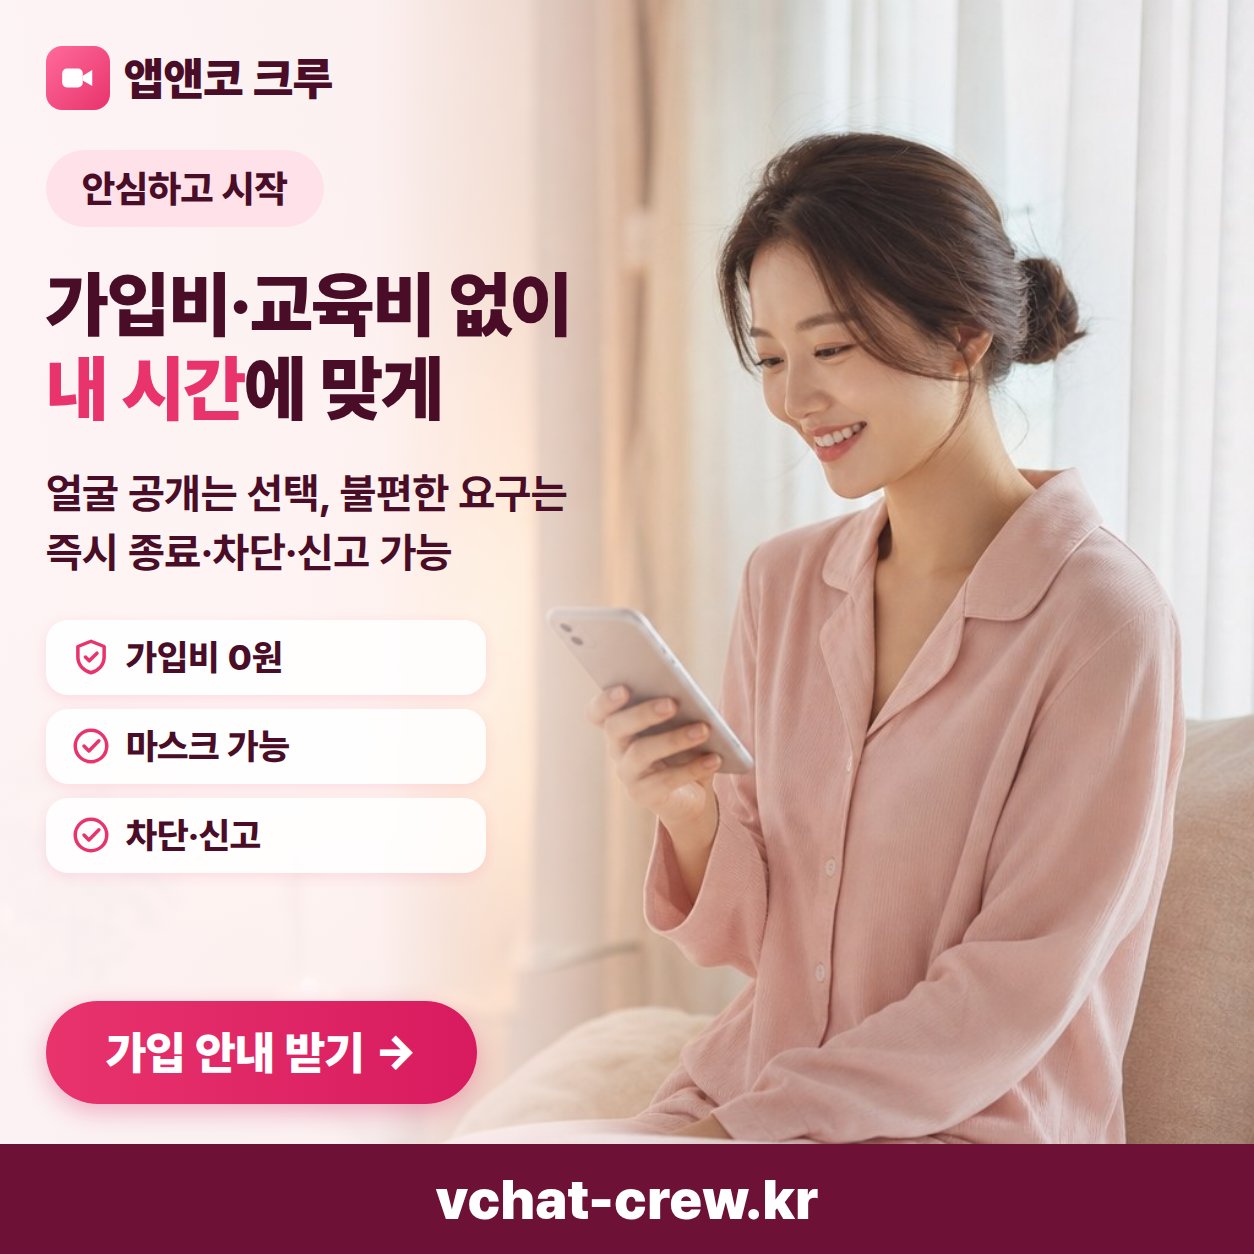 앱앤코 크루
안심하고 시작
가입비·교육비 없이
내 시간에 맞게
얼굴 공개는 선택, 불편한 요구는
즉시 종료·차단·신고 가능
가입비 0원
마스크 가능
차단·신고
가입 안내 받기 →
vchat-crew.kr